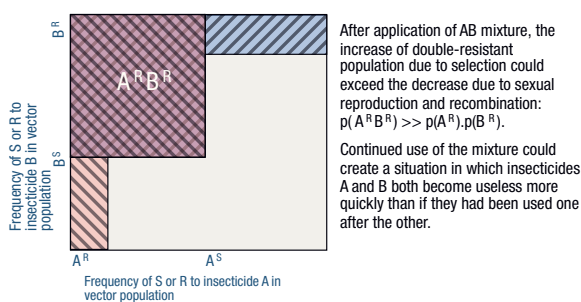 After application of AB mixture, the
increase of double-resistant
population due to selection could
exceed the decrease due to sexual
reproduction and recombination:
p( A R B R ) >> p(A R ).p(B R ).
Continued use of the mixture could
create a situation in which insecticides
A and B both become useless more
quickly than if they had been used one
after the other.
Frequency of S or R to
insecticide B in vector
population
B R
B S
A R B R
A R
A S
Frequency of S or R to insecticide A in
vector population